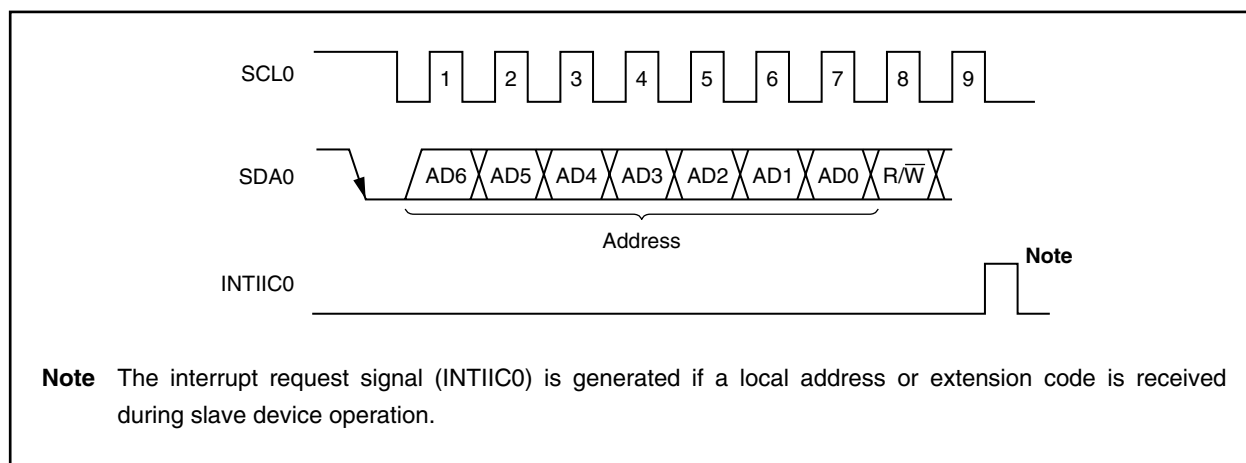 SCL0 1 2 3 4 5 6 7 8 9
SDA0 AD6 AD5 AD4 AD3 AD2 AD1 AD0 R/W̅
Address
Note
INTIIC0
Note The interrupt request signal (INTIIC0) is generated if a local address or extension code is received
during slave device operation.